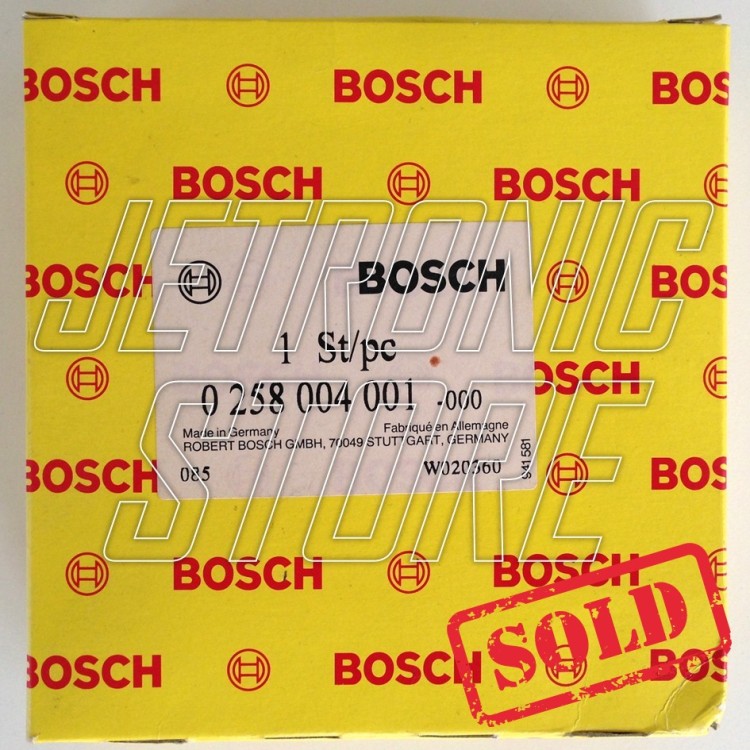 BOSCH BOSCH BOSCH
BOSCH BOSCH
BOSCH BOSCH BOS
1 St/pc
0 258 004 001 -000
BOSCH
Made in Germany Fabriqué en Allemagne
ROBERT BOSCH GMBH, 70049 STUTTGART, GERMANY
085 W020360 941 581
BOSCH BOS
BOSCH BOSCH
BOSCH BOSCH BOSCH
JETRONIC
STORE
SOLD